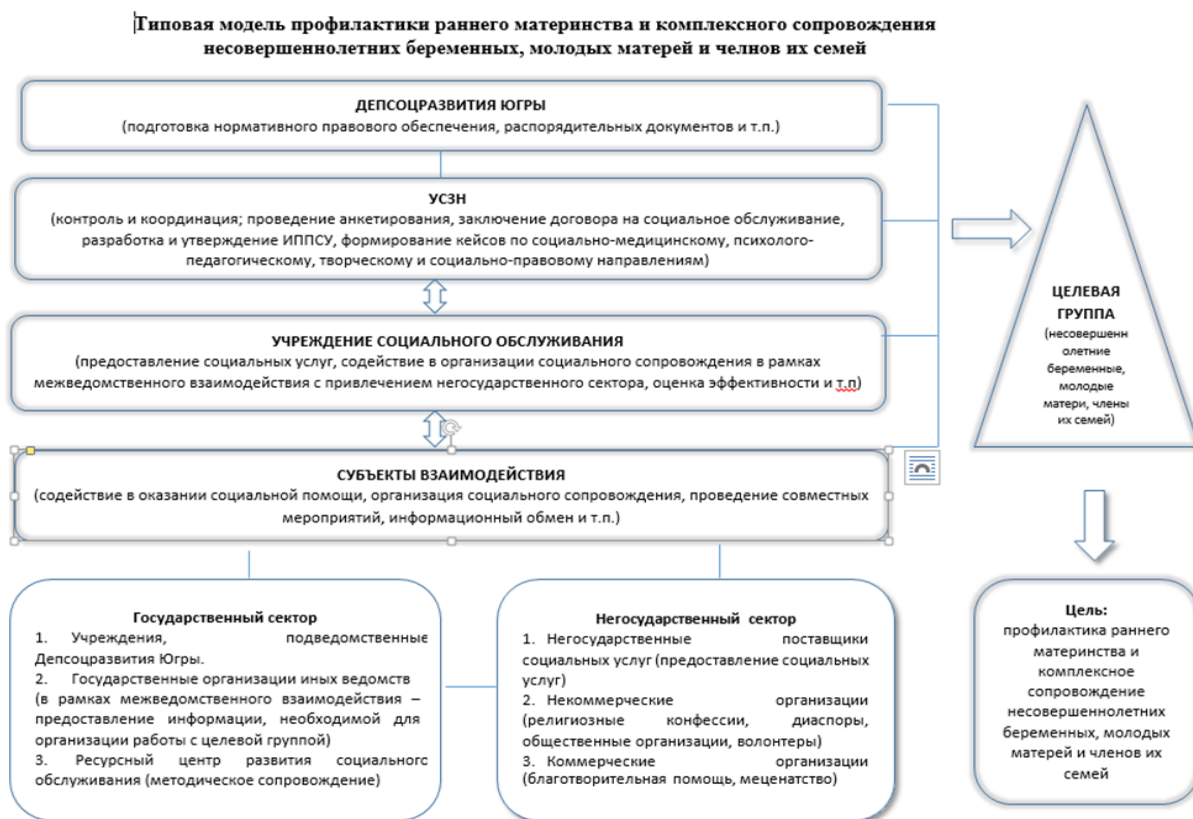 Типовая модель профилактики раннего материнства и комплексного сопровождения
несовершеннолетних беременных, молодых матерей и челнов их семей
ДЕПСОЦРАЗВИТИЯ ЮГРЫ
(подготовка нормативного правового обеспечения, распорядительных документов и т.п.)
УСЗН
(контроль и координация; проведение анкетирования, заключение договора на социальное обслуживание,
разработка и утверждение ИППСУ, формирование кейсов по социально-медицинскому, психолого-
педагогическому, творческому и социально-правовому направлениям)
УЧРЕЖДЕНИЕ СОЦИАЛЬНОГО ОБСЛУЖИВАНИЯ
(предоставление социальных услуг, содействие в организации социального сопровождения в рамках
межведомственного взаимодействия с привлечением негосударственного сектора, оценка эффективности и т.п)
СУБЪЕКТЫ ВЗАИМОДЕЙСТВИЯ
(содействие в оказании социальной помощи, организация социального сопровождения, проведение совместных
мероприятий, информационный обмен и т.п.)
Государственный сектор
1. Учреждения, подведомственные
Депсоцразвития Югры.
2. Государственные организации иных ведомств
(в рамках межведомственного взаимодействия –
предоставление информации, необходимой для
организации работы с целевой группой)
3. Ресурсный центр развития социального
обслуживания (методическое сопровождение)
Негосударственный сектор
1. Негосударственные поставщики
социальных услуг (предоставление социальных
услуг)
2. Некоммерческие организации
(религиозные конфессии, диаспоры,
общественные организации, волонтеры)
3. Коммерческие организации
(благотворительная помощь, меценатство)
ЦЕЛЕВАЯ
ГРУППА
(несовершенн
олетние
беременные,
молодые
матери, члены
их семей)
Цель:
профилактика раннего
материнства и
комплексное
сопровождение
несовершеннолетних
беременных, молодых
матерей и членов их
семей